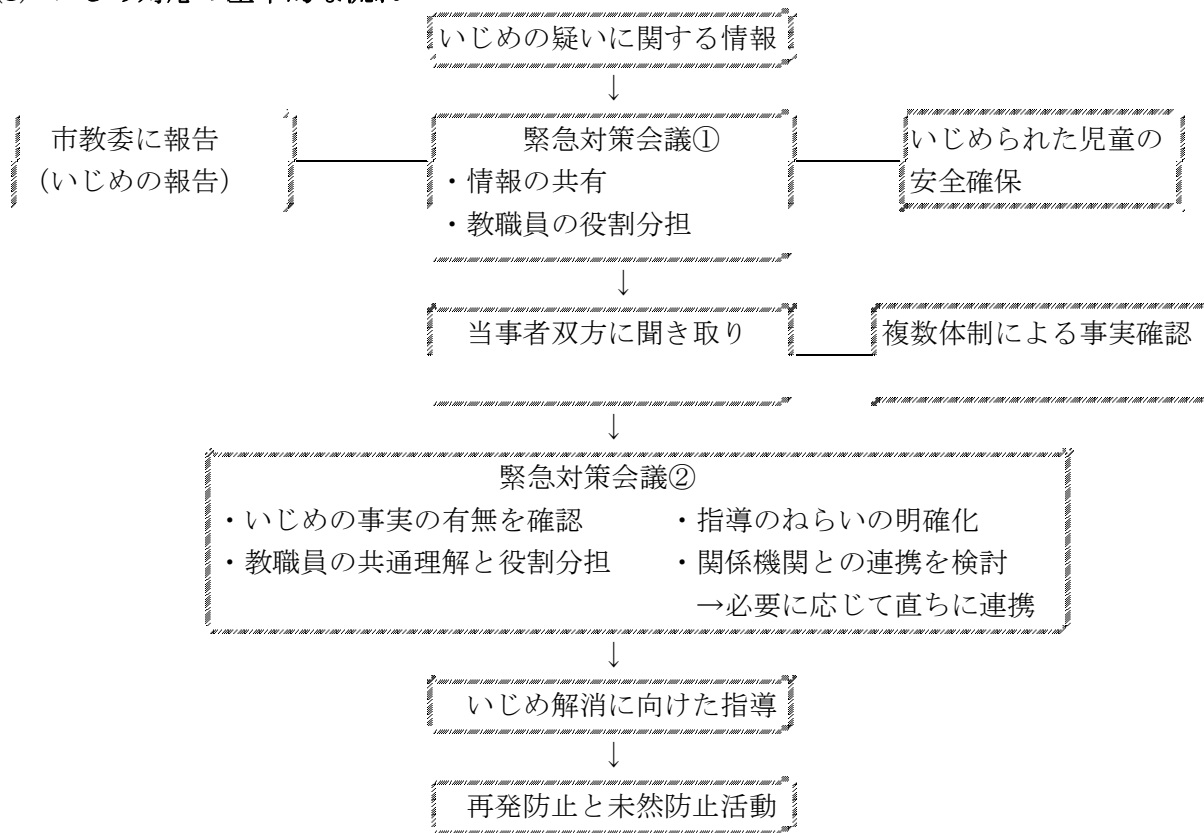 いじめの疑いに関する情報
↓
市教委に報告
（いじめの報告）
緊急対策会議①
・情報の共有
・教職員の役割分担
いじめられた児童の
安全確保
↓
当事者双方に聞き取り
複数体制による事実確認
↓
緊急対策会議②
・いじめの事実の有無を確認
・指導のねらいの明確化
・教職員の共通理解と役割分担
・関係機関との連携を検討
→必要に応じて直ちに連携
↓
いじめ解消に向けた指導
↓
再発防止と未然防止活動